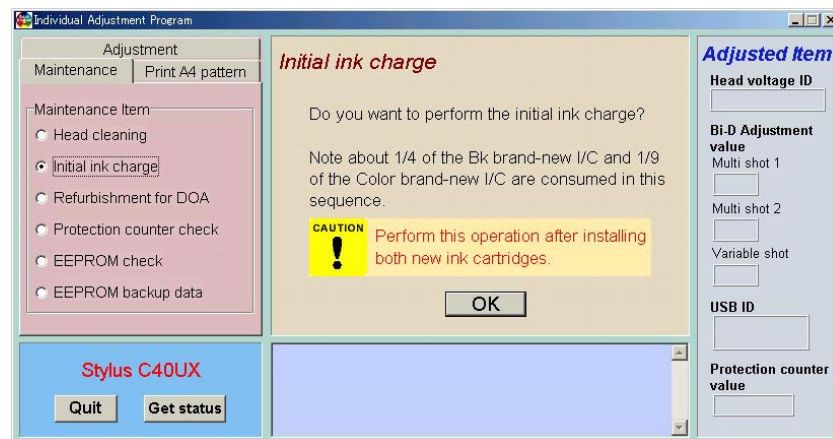 Individual Adjustment Program
Adjustment
Maintenance
Print A4 pattern
Maintenance Item
Head cleaning
Initial ink charge
Refurbishment for DOA
Protection counter check
EEPROM check
EEPROM backup data
Stylus C40UX
Quit
Get status
Initial ink charge
Do you want to perform the initial ink charge?
Note about 1/4 of the Bk brand-new I/C and 1/9
of the Color brand-new I/C are consumed in this
sequence.
CAUTION
Perform this operation after installing
both new ink cartridges.
OK
Adjusted Item
Head voltage ID
Bi-D Adjustment
value
Multi shot 1
Multi shot 2
Variable shot
USB ID
Protection counter
value